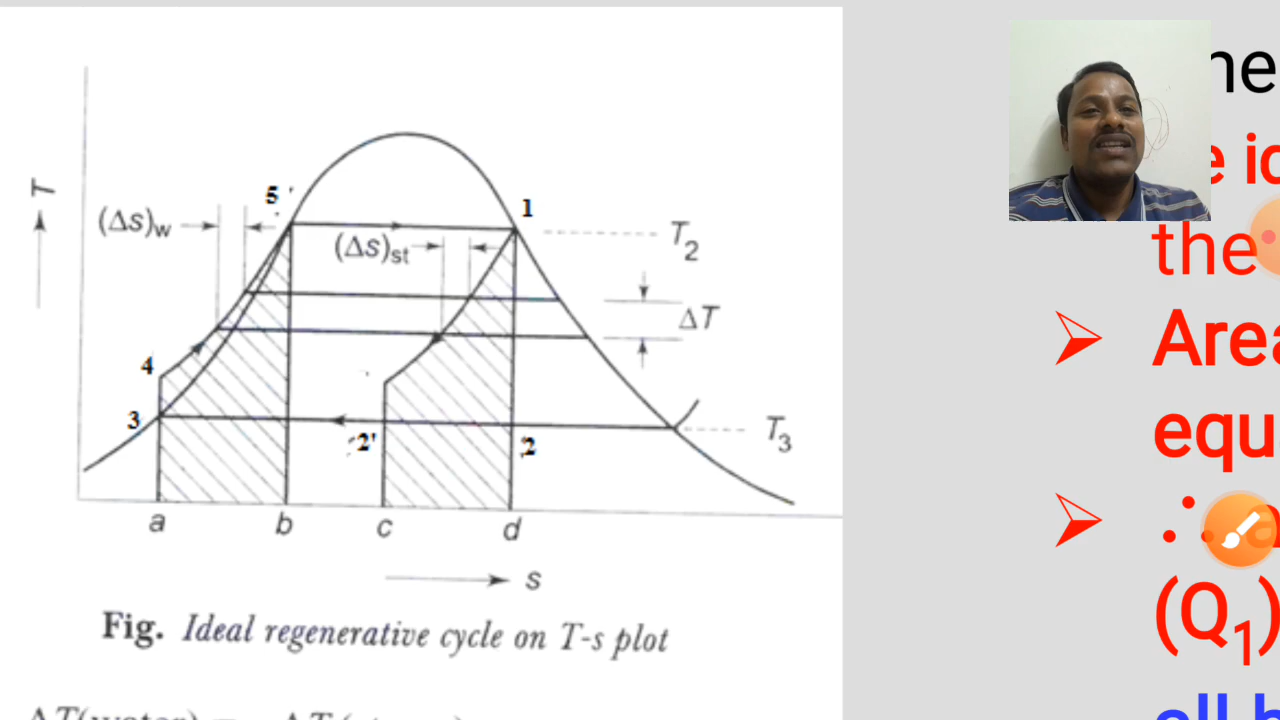 T
5
(Δs)w
1
T2
(Δs)st
ΔT
4
3
2'
2
T3
a
b
c
d
s
Fig. Ideal regenerative cycle on T-s plot
the
Area
(Q1)